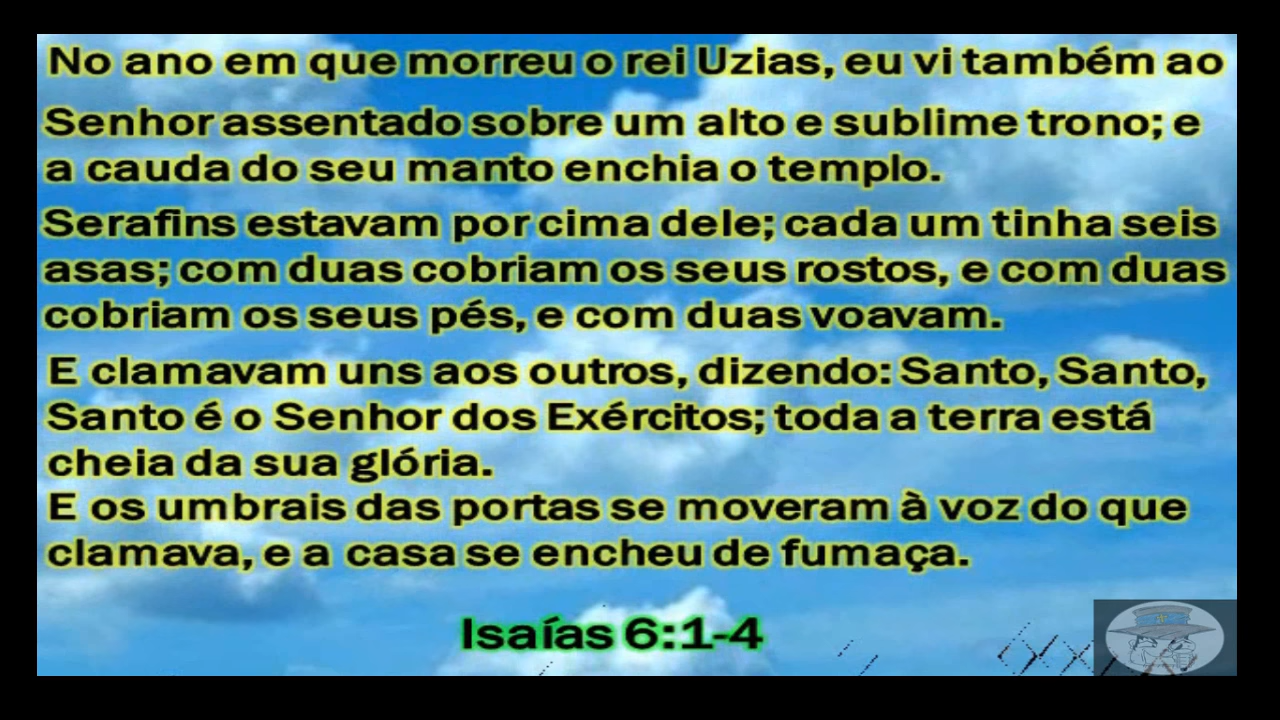 No ano em que morreu o rei Uzias, eu vi também ao
Senhor assentado sobre um alto e sublime trono; e
a cauda do seu manto enchia o templo.
Serafins estavam por cima dele; cada um tinha seis
asas; com duas cobriam os seus rostos, e com duas
cobriam os seus pés, e com duas voavam.
E clamavam uns aos outros, dizendo: Santo, Santo,
Santo é o Senhor dos Exércitos; toda a terra está
cheia da sua glória.
E os umbrais das portas se moveram à voz do que
clamava, e a casa se encheu de fumaça.
Isaías 6:1-4